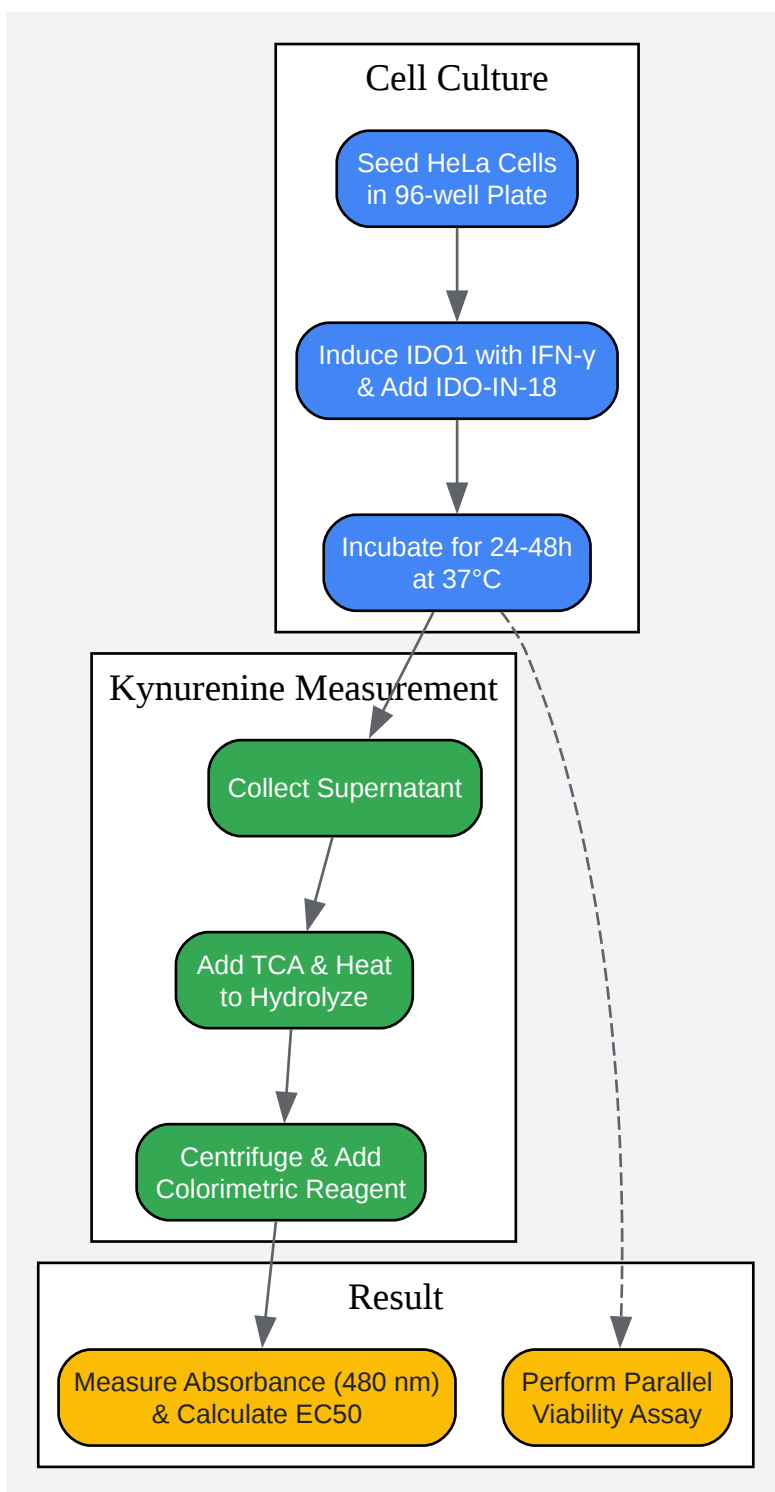 Cell Culture
Seed HeLa Cells
in 96-well Plate
Induce IDO1 with IFN-γ
& Add IDO-IN-18
Incubate for 24-48h
at 37°C
Kynurenine Measurement
Collect Supernatant
Add TCA & Heat
to Hydrolyze
Centrifuge & Add
Colorimetric Reagent
Result
Measure Absorbance (480 nm)
& Calculate EC50
Perform Parallel
Viability Assay